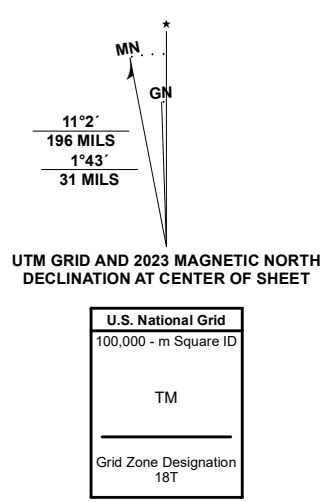 ★
MN
GN
11°2´
196 MILS
1°43´
31 MILS
UTM GRID AND 2023 MAGNETIC NORTH
DECLINATION AT CENTER OF SHEET
U.S. National Grid
100,000 - m Square ID
TM
Grid Zone Designation
18T